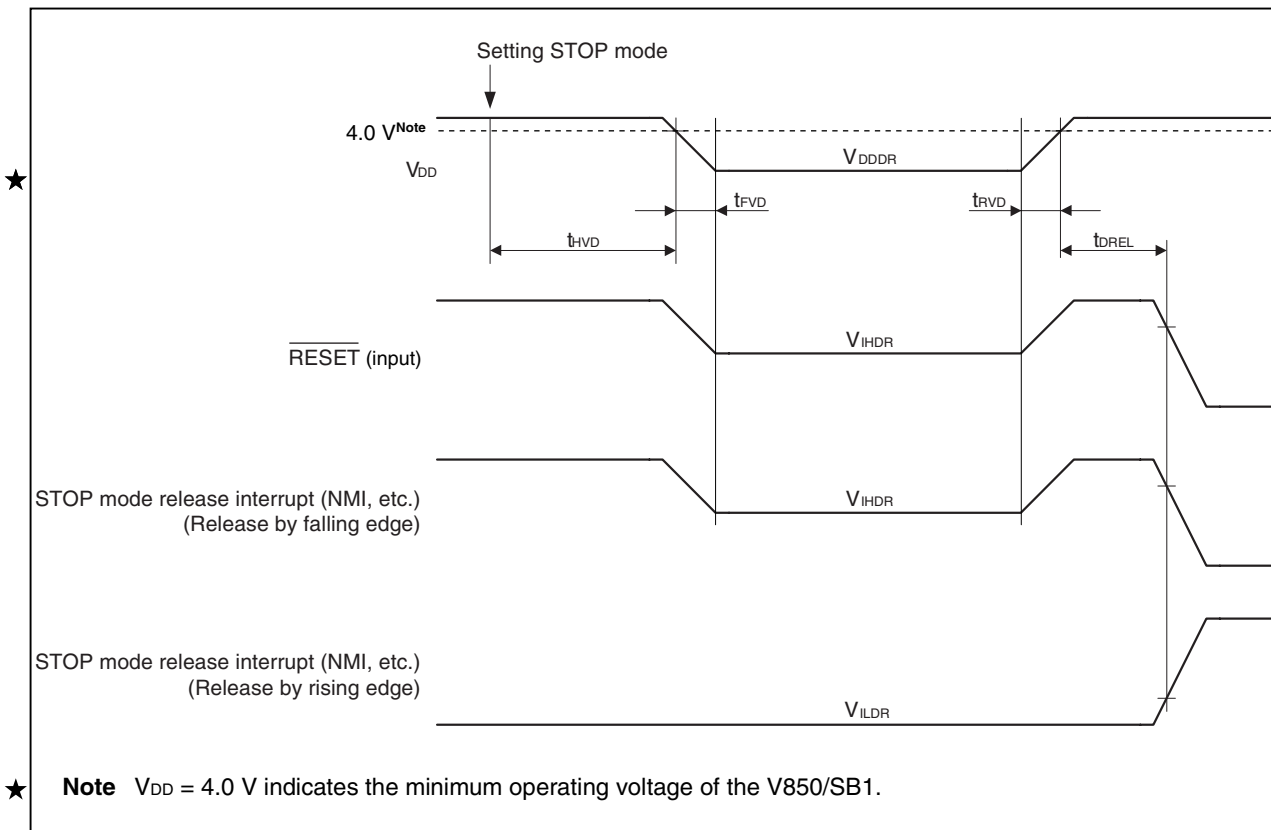 Setting STOP mode
4.0 V Note
VDD
VDDDR
tFVD
tRVD
tHVD
tDREL
RESET (input)
VIHDR
STOP mode release interrupt (NMI, etc.)
(Release by falling edge)
VIHDR
STOP mode release interrupt (NMI, etc.)
(Release by rising edge)
VILDR
★
★ Note VDD = 4.0 V indicates the minimum operating voltage of the V850/SB1.